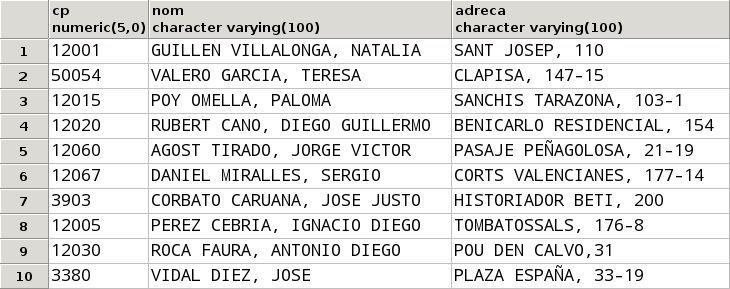 cp nom adreca
numeric(5,0) character varying(100) character varying(100)
1 12001 GUILLEN VILLALONGA, NATALIA SANT JOSEP, 110
2 50054 VALERO GARCIA, TERESA CLAPISA, 147-15
3 12015 POY OMELLA, PALOMA SANCHIS TARAZONA, 103-1
4 12020 RUBERT CANO, DIEGO GUILLERMO BENICARLO RESIDENCIAL, 154
5 12060 AGOST TIRADO, JORGE VICTOR PASAJE PEÑAGOLOSA, 21-19
6 12067 DANIEL MIRALLES, SERGIO CORTS VALENCIANES, 177-14
7 3903 CORBATO CARUANA, JOSE JUSTO HISTORIADOR BETI, 200
8 12005 PEREZ CEBRIA, IGNACIO DIEGO TOMBATOSSALS, 176-8
9 12030 ROCA FAURA, ANTONIO DIEGO POU DEN CALVO,31
10 3380 VIDAL DIEZ, JOSE PLAZA ESPAÑA, 33-19